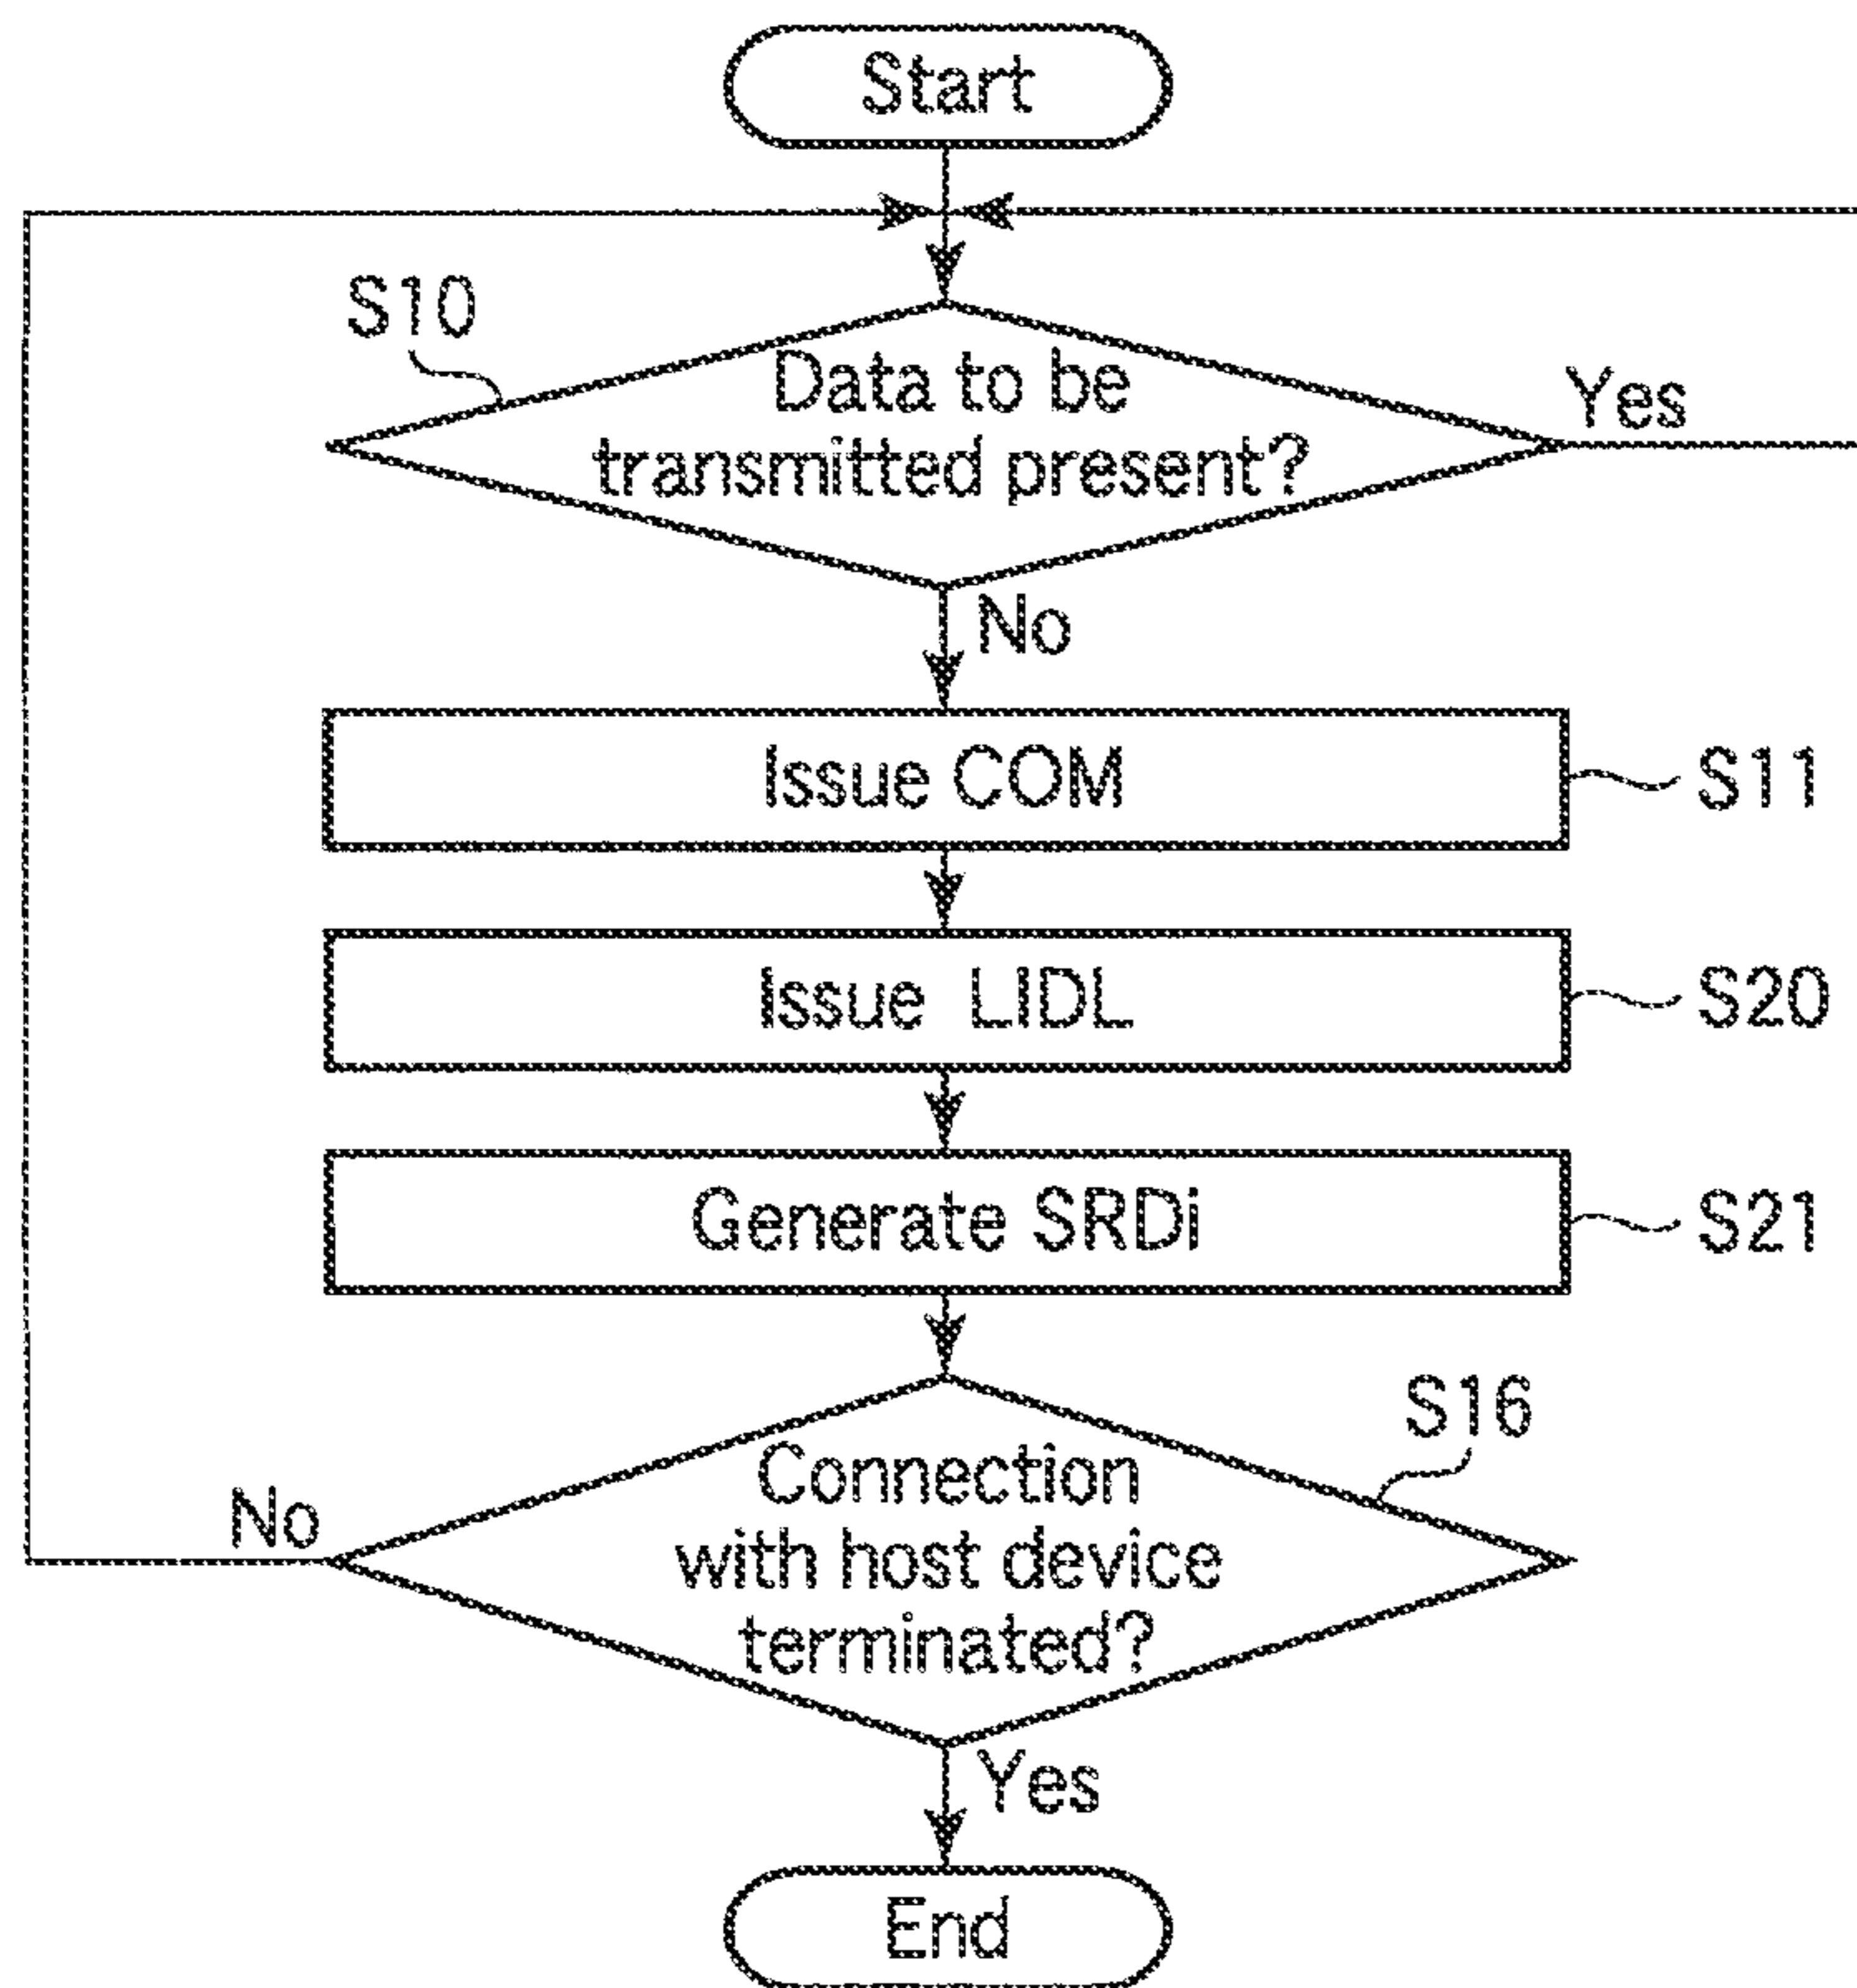 Start
S10
Data to be
transmitted present?
Yes
No
Issue COM
S11
Issue LIDL
S20
Generate SRDi
S21
S16
Connection
with host device
terminated?
No
Yes
End